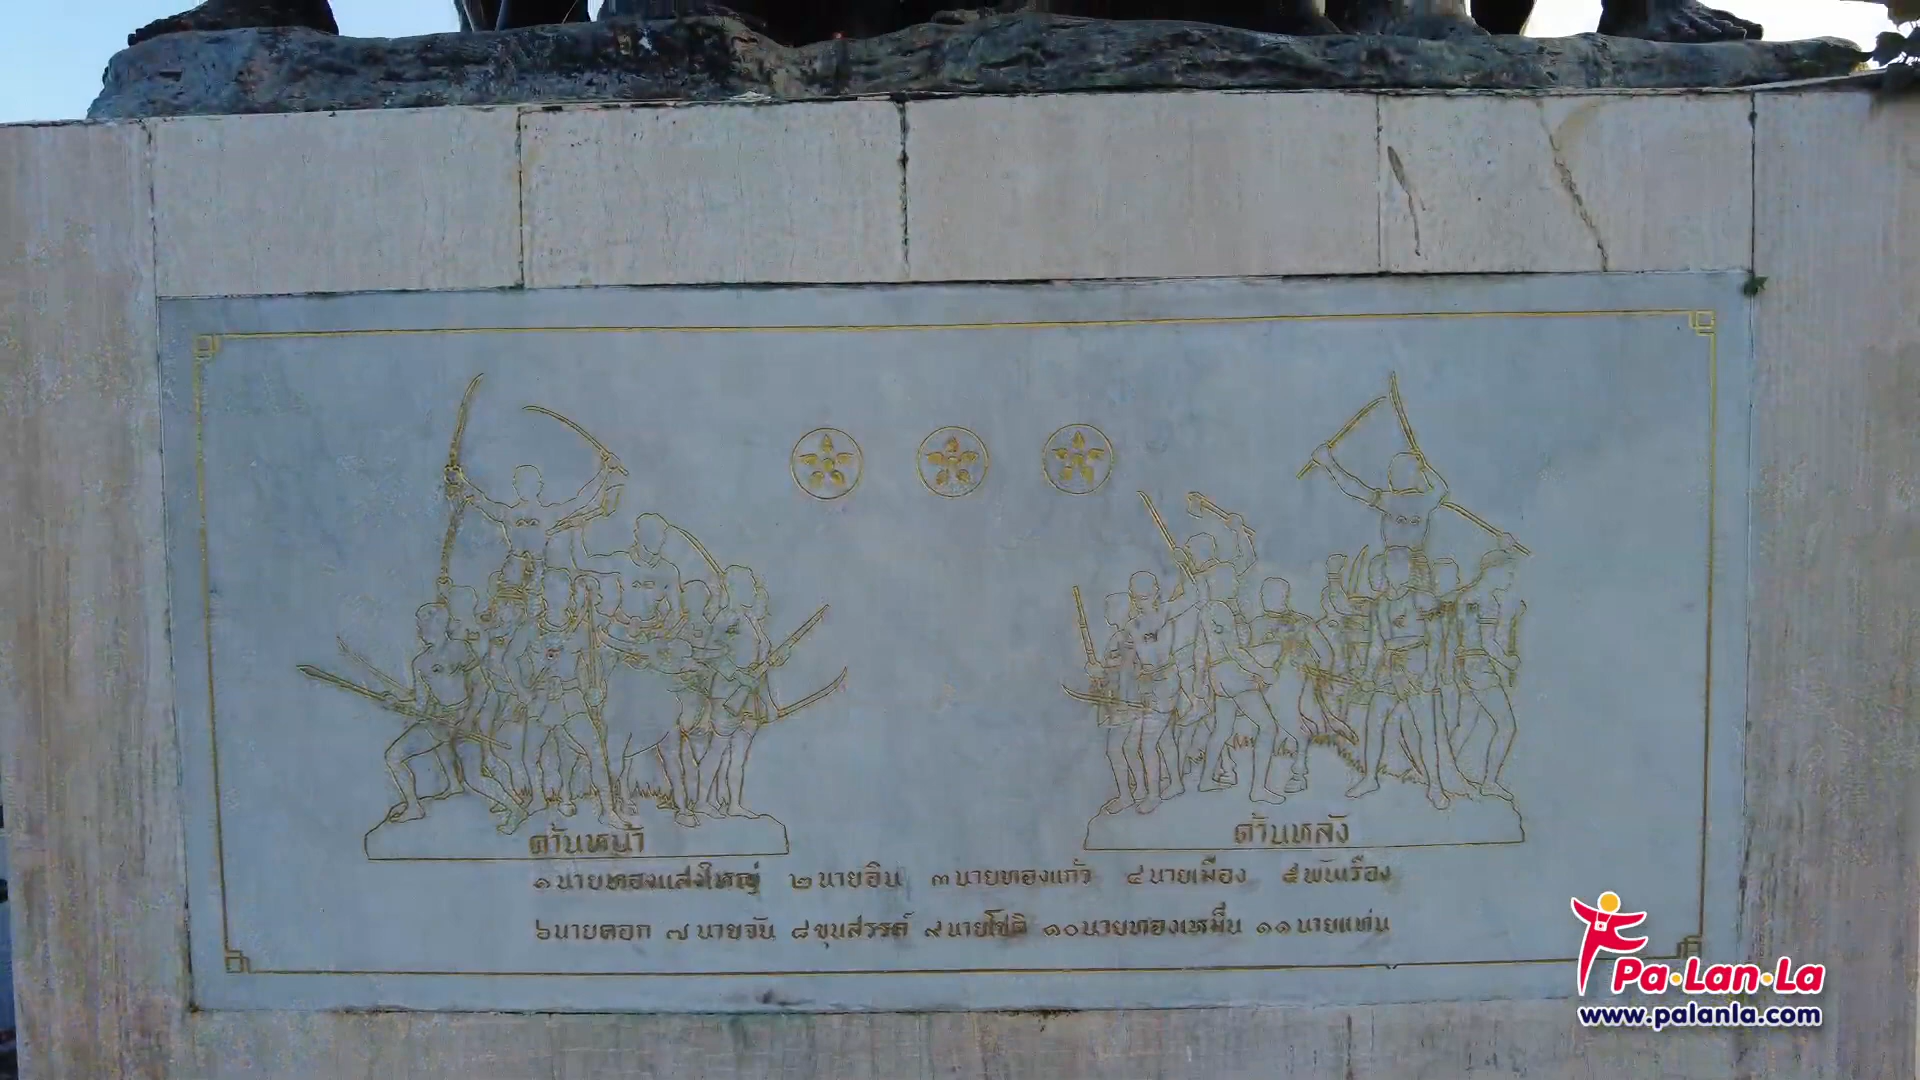 ด้านหน้า
ด้านหลัง
๑ นายทองแสงใหญ่ ๒ นายอิน ๓ นายทองแก้ว ๔ นายเมือง ๕ พันเรือง
๖ นายดอก ๗ นายจัน ๘ ขุนสรรค์ ๙ นายโชติ ๑๐ นายทองเหม็น ๑๑ นายแท่น
Pa·Lan·La
www.palanla.com